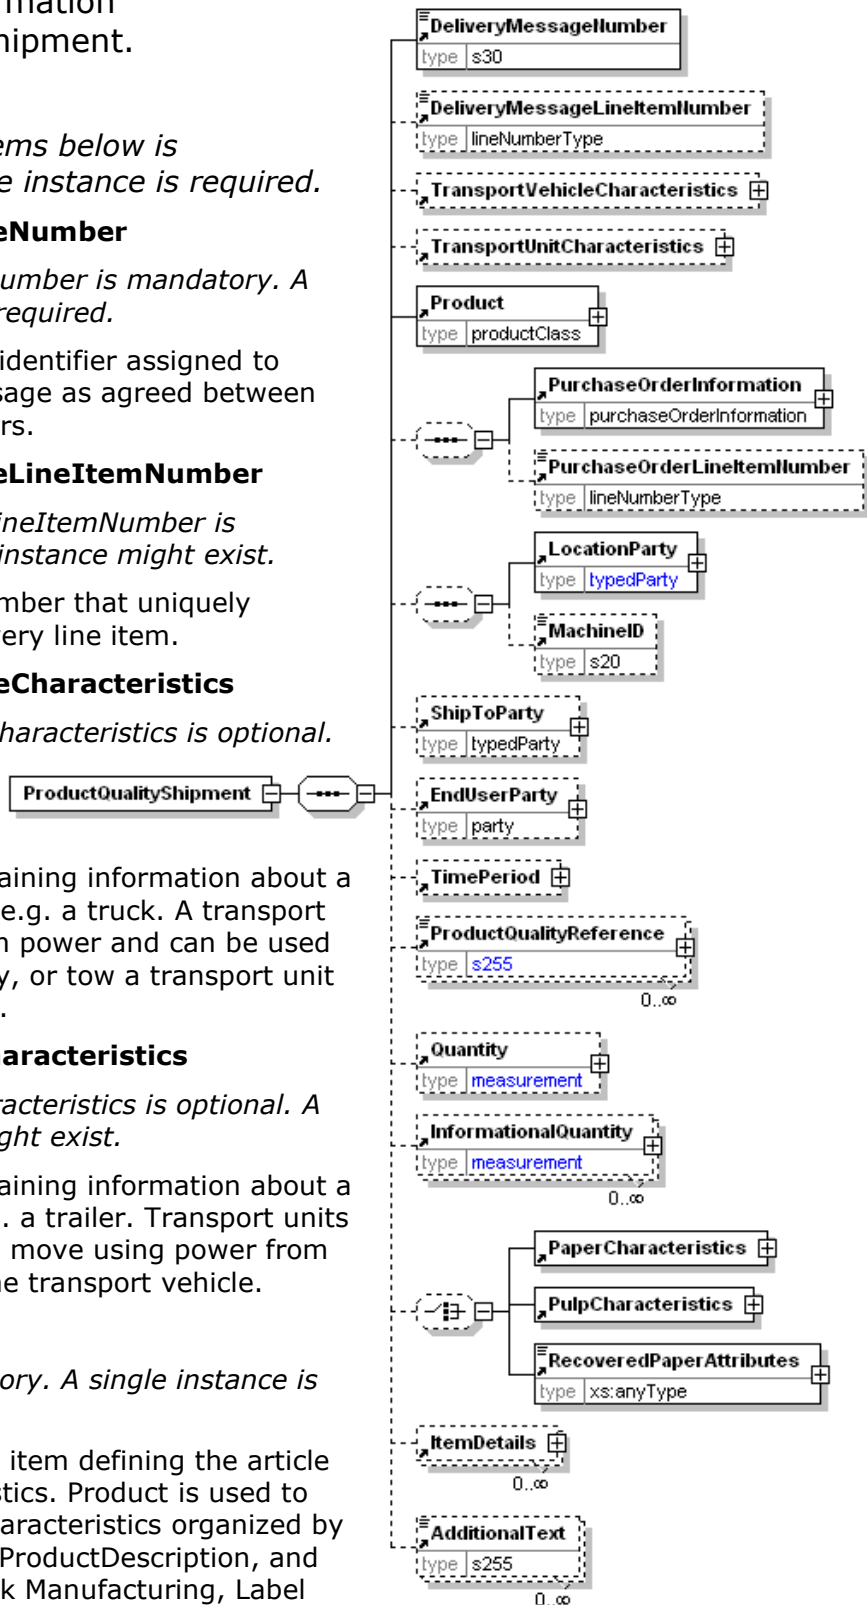 rmation
hipment.
ems below is
e instance is required.
eNumber
umber is mandatory. A
required.
identifier assigned to
sage as agreed between
rs.
eLineItemNumber
ineItemNumber is
instance might exist.
mber that uniquely
very line item.
eCharacteristics
haracteristics is optional.
aining information about a
e.g. a truck. A transport
n power and can be used
y, or tow a transport unit
.
haracteristics
racteristics is optional. A
ght exist.
aining information about a
. a trailer. Transport units
move using power from
ne transport vehicle.
ory. A single instance is
item defining the article
stics. Product is used to
haracteristics organized by
ProductDescription, and
k Manufacturing, Label
ProductQualityShipment
DeliveryMessageNumber
type s30
DeliveryMessageLineItemNumber
type lineNumberType
TransportVehicleCharacteristics
TransportUnitCharacteristics
Product
type productClass
PurchaseOrderInformation
type purchaseOrderInformation
PurchaseOrderLineItemNumber
type lineNumberType
LocationParty
type typedParty
MachineID
type s20
ShipToParty
type typedParty
EndUserParty
type party
TimePeriod
ProductQualityReference
type s255
0..∞
Quantity
type measurement
InformationalQuantity
type measurement
0..∞
PaperCharacteristics
PulpCharacteristics
RecoveredPaperAttributes
type xs:anyType
ItemDetails
0..∞
AdditionalText
type s255
0..∞